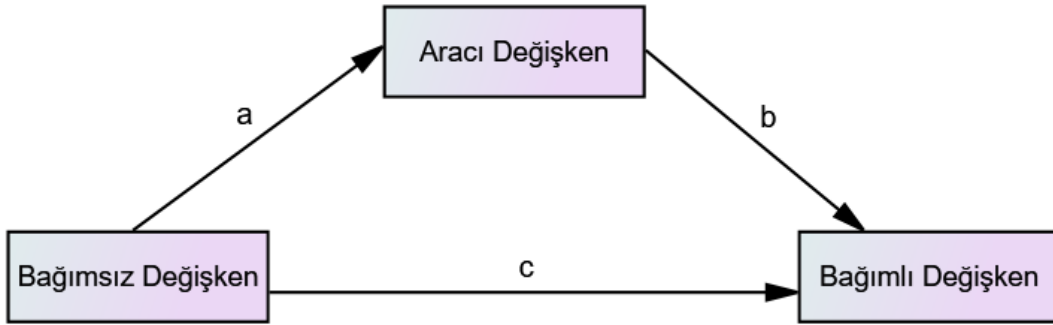 Aracı Değişken
a
b
Bağımsız Değişken
c
Bağımlı Değişken